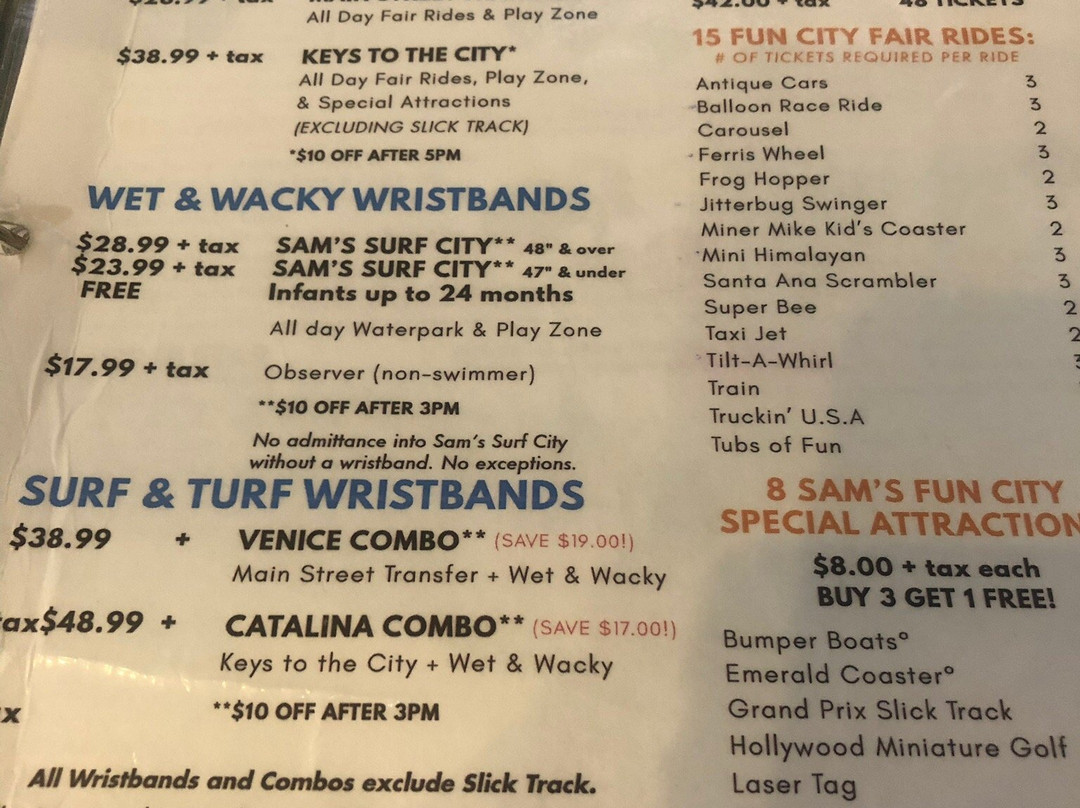 All Day Fair Rides & Play Zone
$38.99 + tax KEYS TO THE CITY*
All Day Fair Rides, Play Zone,
& Special Attractions
(EXCLUDING SLICK TRACK)
*$10 OFF AFTER 5PM
WET & WACKY WRISTBANDS
$28.99 + tax SAM'S SURF CITY** 48" & over
$23.99 + tax SAM'S SURF CITY** 47" & under
FREE Infants up to 24 months
All day Waterpark & Play Zone
$17.99 + tax Observer (non-swimmer)
**$10 OFF AFTER 3PM
No admittance into Sam's Surf City
without a wristband. No exceptions.
SURF & TURF WRISTBANDS
$38.99 + VENICE COMBO** (SAVE $19.00!)
Main Street Transfer + Wet & Wacky
tax$48.99 + CATALINA COMBO** (SAVE $17.00!)
Keys to the City + Wet & Wacky
x **$10 OFF AFTER 3PM
All Wristbands and Combos exclude Slick Track.
$42.00 + tax 48 TICKETS
15 FUN CITY FAIR RIDES:
# OF TICKETS REQUIRED PER RIDE
Antique Cars 3
Balloon Race Ride 3
Carousel 2
Ferris Wheel 3
Frog Hopper 2
Jitterbug Swinger 3
Miner Mike Kid's Coaster 2
Mini Himalayan 3
Santa Ana Scrambler 3
Super Bee 2
Taxi Jet 2
Tilt-A-Whirl
Train
Truckin' U.S.A
Tubs of Fun
8 SAM'S FUN CITY
SPECIAL ATTRACTION
$8.00 + tax each
BUY 3 GET 1 FREE!
Bumper Boats°
Emerald Coaster°
Grand Prix Slick Track
Hollywood Miniature Golf
Laser Tag